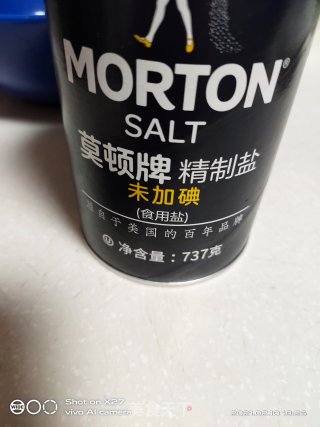 MORTON®
SALT
莫顿牌 精制盐
未加碘
(食用盐)
源自于美国的百年品牌
净含量：737克
Shot on X27
vivo AI camera